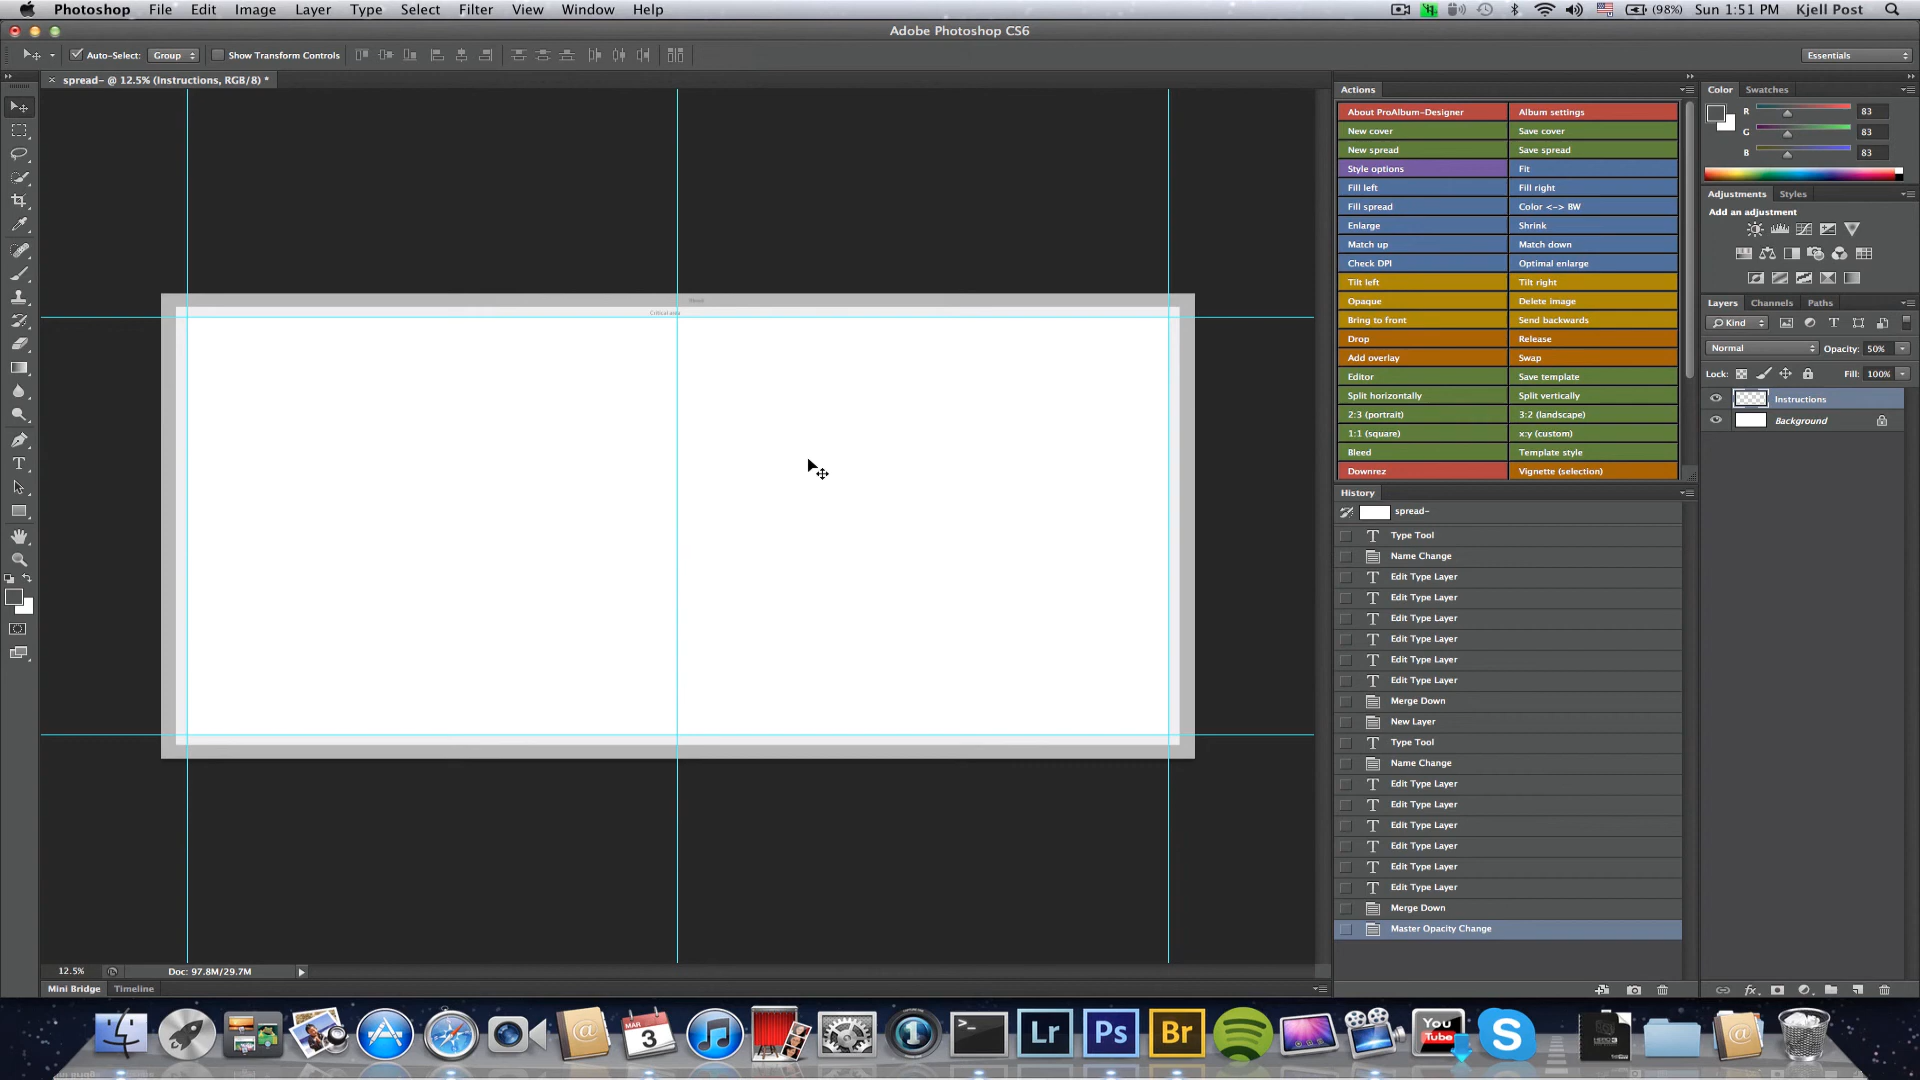 Photoshop File Edit Image Layer Type Select Filter View Window Help (98%) Sun 1:51 PM Kjell Post
Adobe Photoshop CS6
Auto-Select: Group Show Transform Controls Essentials
spread- @ 12.5% (Instructions, RGB/8) *
Actions
About ProAlbum-Designer Album settings
New cover Save cover
New spread Save spread
Style options Fit
Fill left Fill right
Fill spread Color <-> BW
Enlarge Shrink
Match up Match down
Check DPI Optimal enlarge
Tilt left Tilt right
Opaque Delete image
Bring to front Send backwards
Drop Release
Add overlay Swap
Editor Save template
Split horizontally Split vertically
2:3 (portrait) 3:2 (landscape)
1:1 (square) x:y (custom)
Bleed Template style
Downrez Vignette (selection)
History
spread-
Type Tool
Name Change
Edit Type Layer
Edit Type Layer
Edit Type Layer
Edit Type Layer
Edit Type Layer
Edit Type Layer
Merge Down
New Layer
Type Tool
Name Change
Edit Type Layer
Edit Type Layer
Edit Type Layer
Edit Type Layer
Edit Type Layer
Edit Type Layer
Merge Down
Master Opacity Change
Color Swatches
R 83
G 83
B 83
Adjustments Styles
Add an adjustment
Layers Channels Paths
Kind
Normal Opacity: 50%
Lock: Fill: 100%
Instructions
Background
12.5% Doc: 97.8M/29.7M
Mini Bridge Timeline
MAR
3
1
Lr
Ps
Br
You
Tube